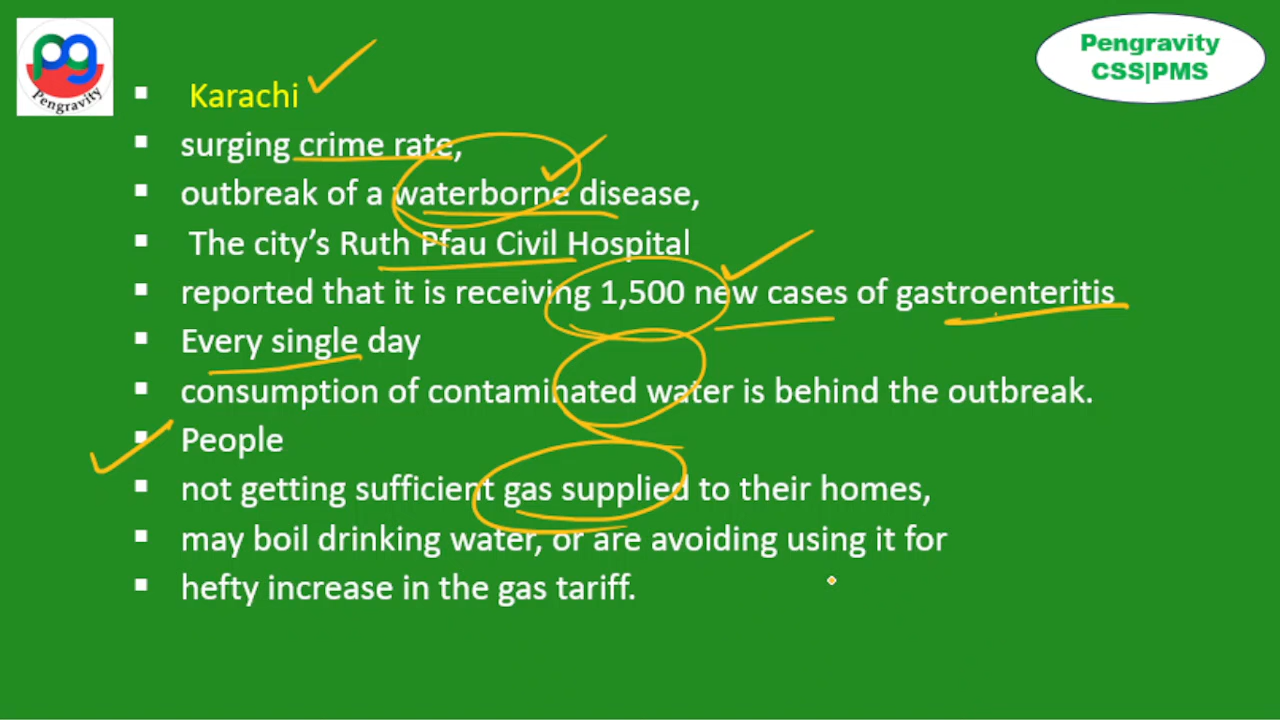 pg
Pengravity
Pengravity
CSS|PMS
▪ Karachi
▪ surging crime rate,
▪ outbreak of a waterborne disease,
▪ The city's Ruth Pfau Civil Hospital
▪ reported that it is receiving 1,500 new cases of gastroenteritis
▪ Every single day
▪ consumption of contaminated water is behind the outbreak.
▪ People
▪ not getting sufficient gas supplied to their homes,
▪ may boil drinking water, or are avoiding using it for
▪ hefty increase in the gas tariff.